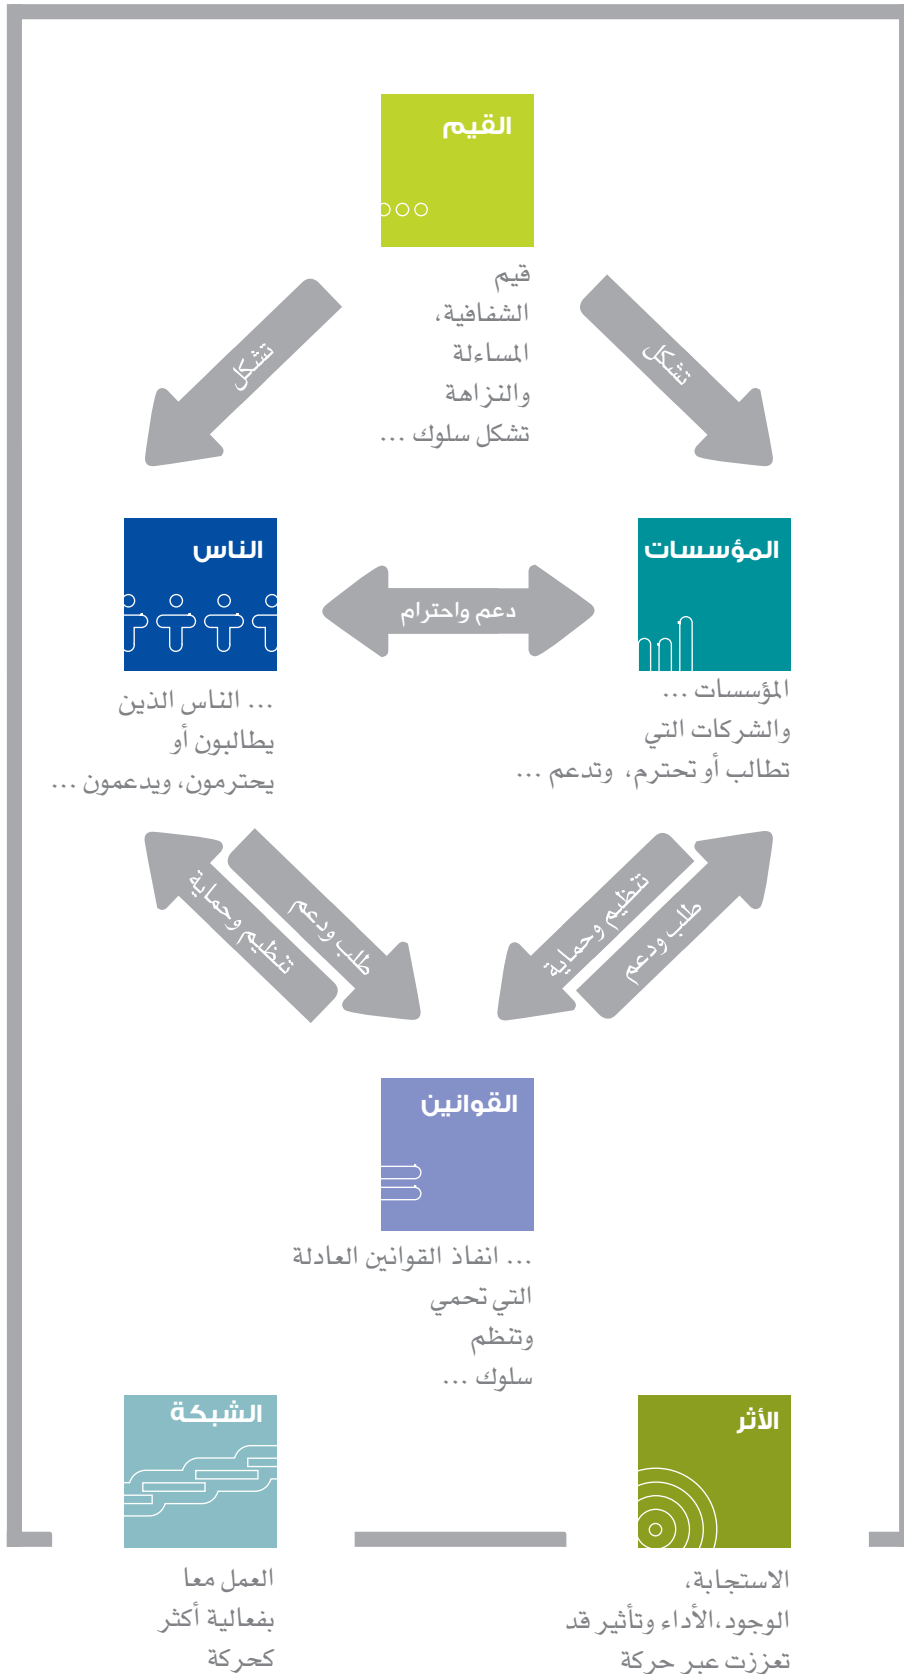 القيم
قيم
الشفافية،
المساءلة
والنزاهة
تشكل سلوك ...
تشكل
تشكل
المؤسسات
الناس
دعم واحترام
المؤسسات ...
والشركات التي
تطالب أو تحترم، وتدعم ...
... الناس الذين
يطالبون أو
يحترمون، ويدعمون ...
تنظيم وحماية
طلب ودعم
طلب ودعم
تنظيم وحماية
القوانين
... انفاذ القوانين العادلة
التي تحمي
وتنظم
سلوك ...
الأثر
الشبكة
الاستجابة،
الوجود،الأداء وتأثير قد
تعززت عبر حركة
العمل معا
بفعالية أكثر
كحركة